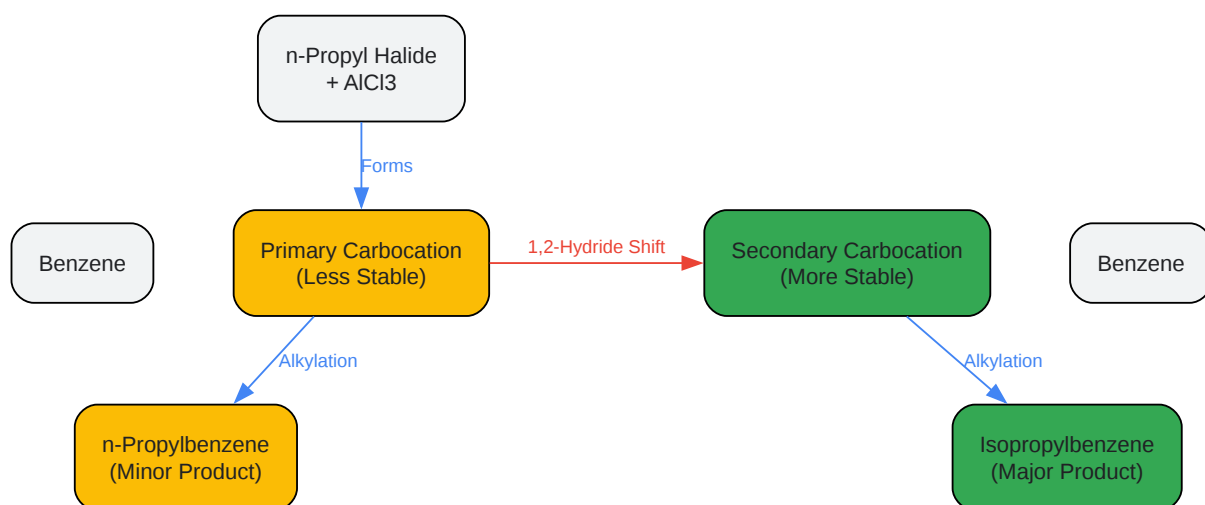 n-Propyl Halide
+ AlCl3
Forms
Benzene
Primary Carbocation
(Less Stable)
1,2-Hydride Shift
Secondary Carbocation
(More Stable)
Benzene
Alkylation
Alkylation
n-Propylbenzene
(Minor Product)
Isopropylbenzene
(Major Product)